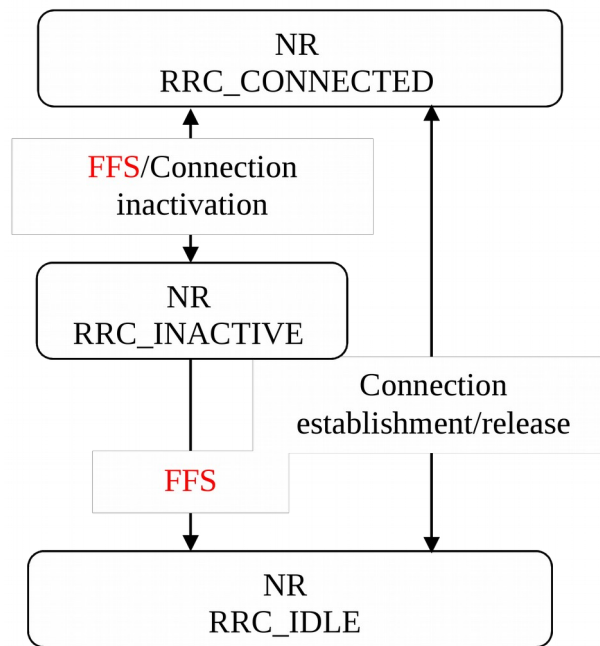 NR
RRC_CONNECTED
FFS/Connection
inactivation
NR
RRC_INACTIVE
Connection
establishment/release
FFS
NR
RRC_IDLE